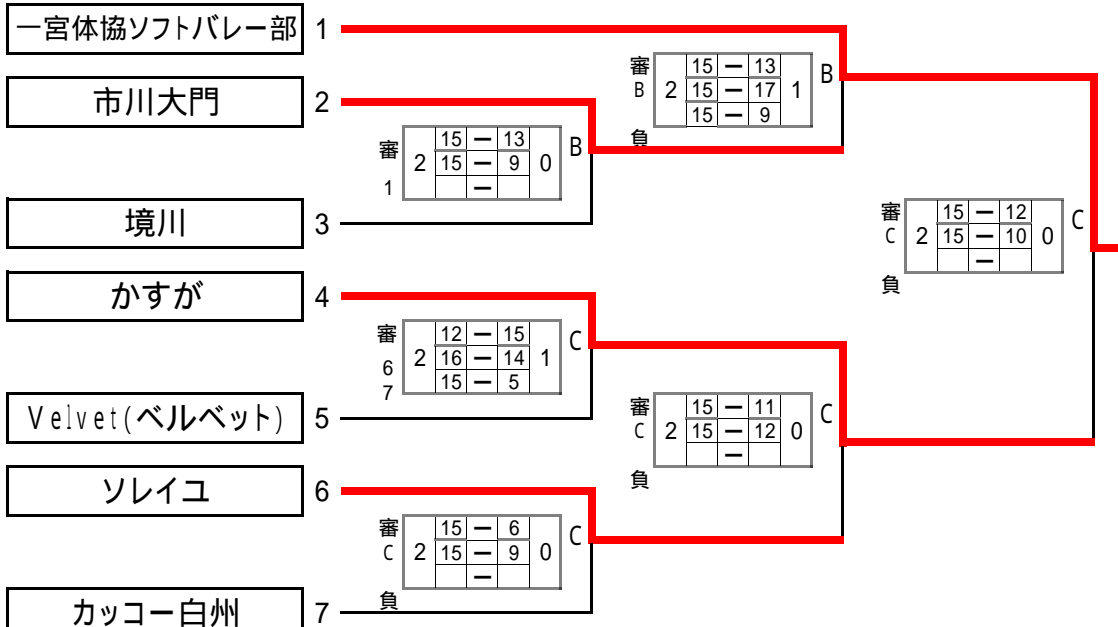 一宮体協ソフトバレー部 1
市川大門 2
境川 3
かすが 4
Velvet(ベルベット) 5
ソレイユ 6
カッコー白州 7
審 1
2 0
15 ー 13
15 ー 9
ー
B
審 6 7
2 1
12 ー 15
16 ー 14
15 ー 5
C
審 C 負
2 0
15 ー 6
15 ー 9
ー
C
審 B 負
2 1
15 ー 13
15 ー 17
15 ー 9
B
審 C 負
2 0
15 ー 11
15 ー 12
ー
C
審 C 負
2 0
15 ー 12
15 ー 10
ー
C